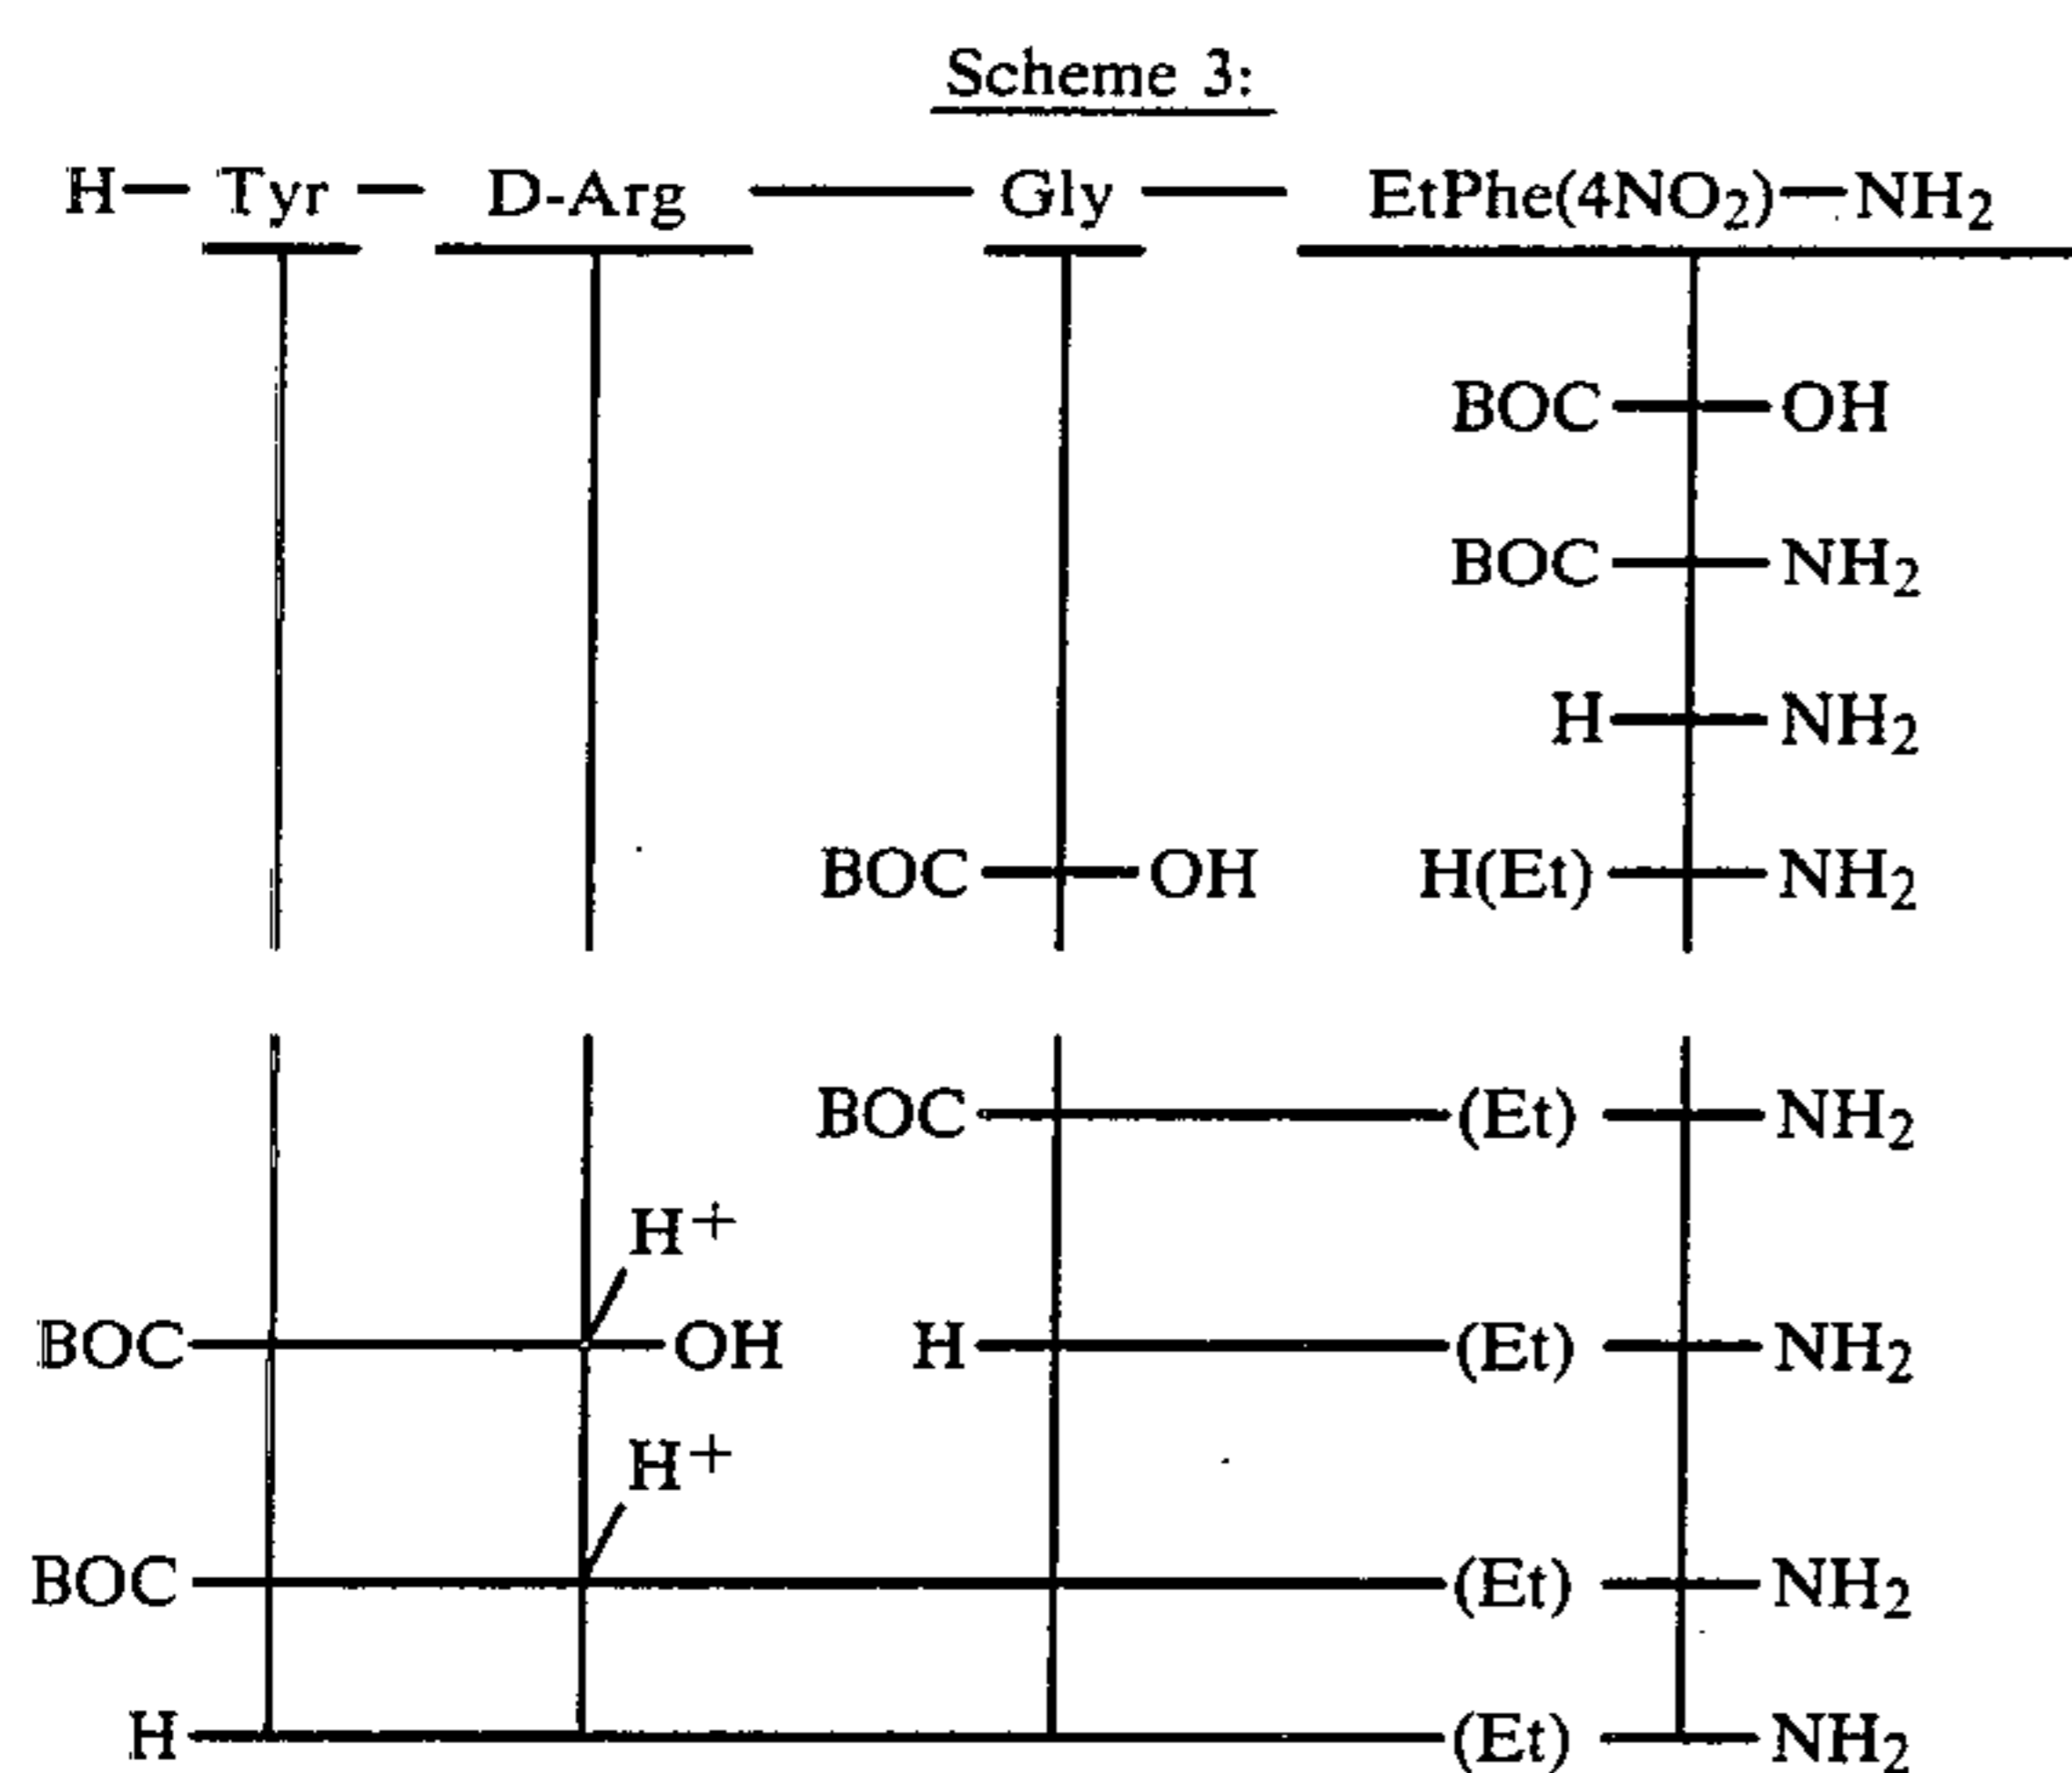 Scheme 3:
H— Tyr — D-Arg — Gly — EtPhe(4NO₂)—NH₂
BOC OH
BOC NH₂
H NH₂
BOC OH H(Et) NH₂
BOC (Et) NH₂
H⁺
BOC OH H (Et) NH₂
H⁺
BOC (Et) NH₂
H (Et) NH₂